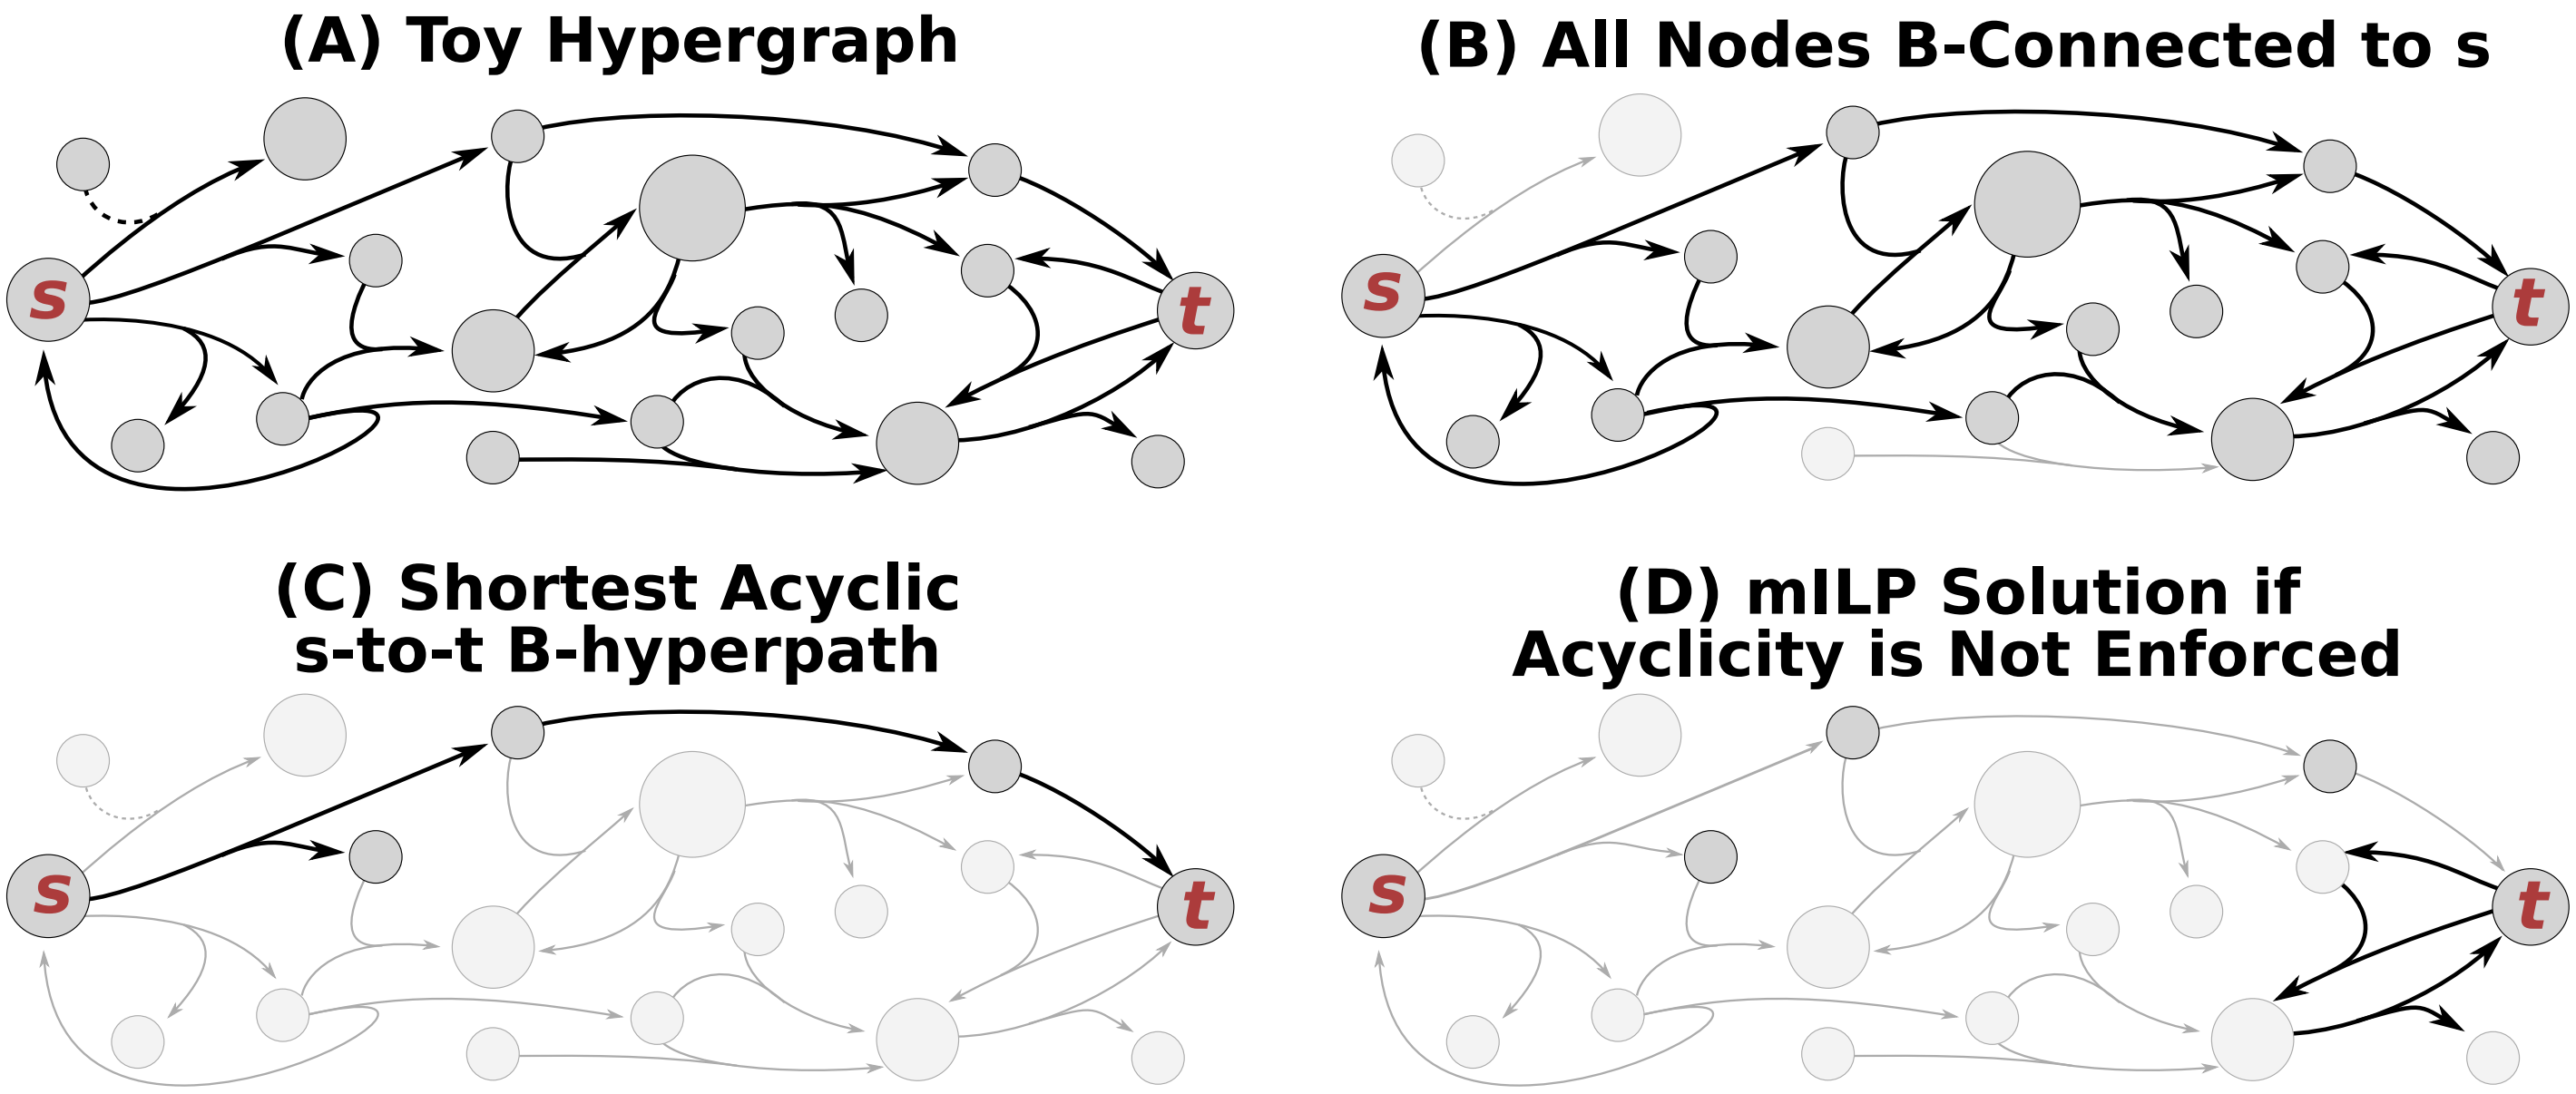 (A) Toy Hypergraph
s
t
(B) All Nodes B-Connected to s
s
t
(C) Shortest Acyclic
s-to-t B-hyperpath
s
t
(D) mILP Solution if
Acyclicity is Not Enforced
s
t